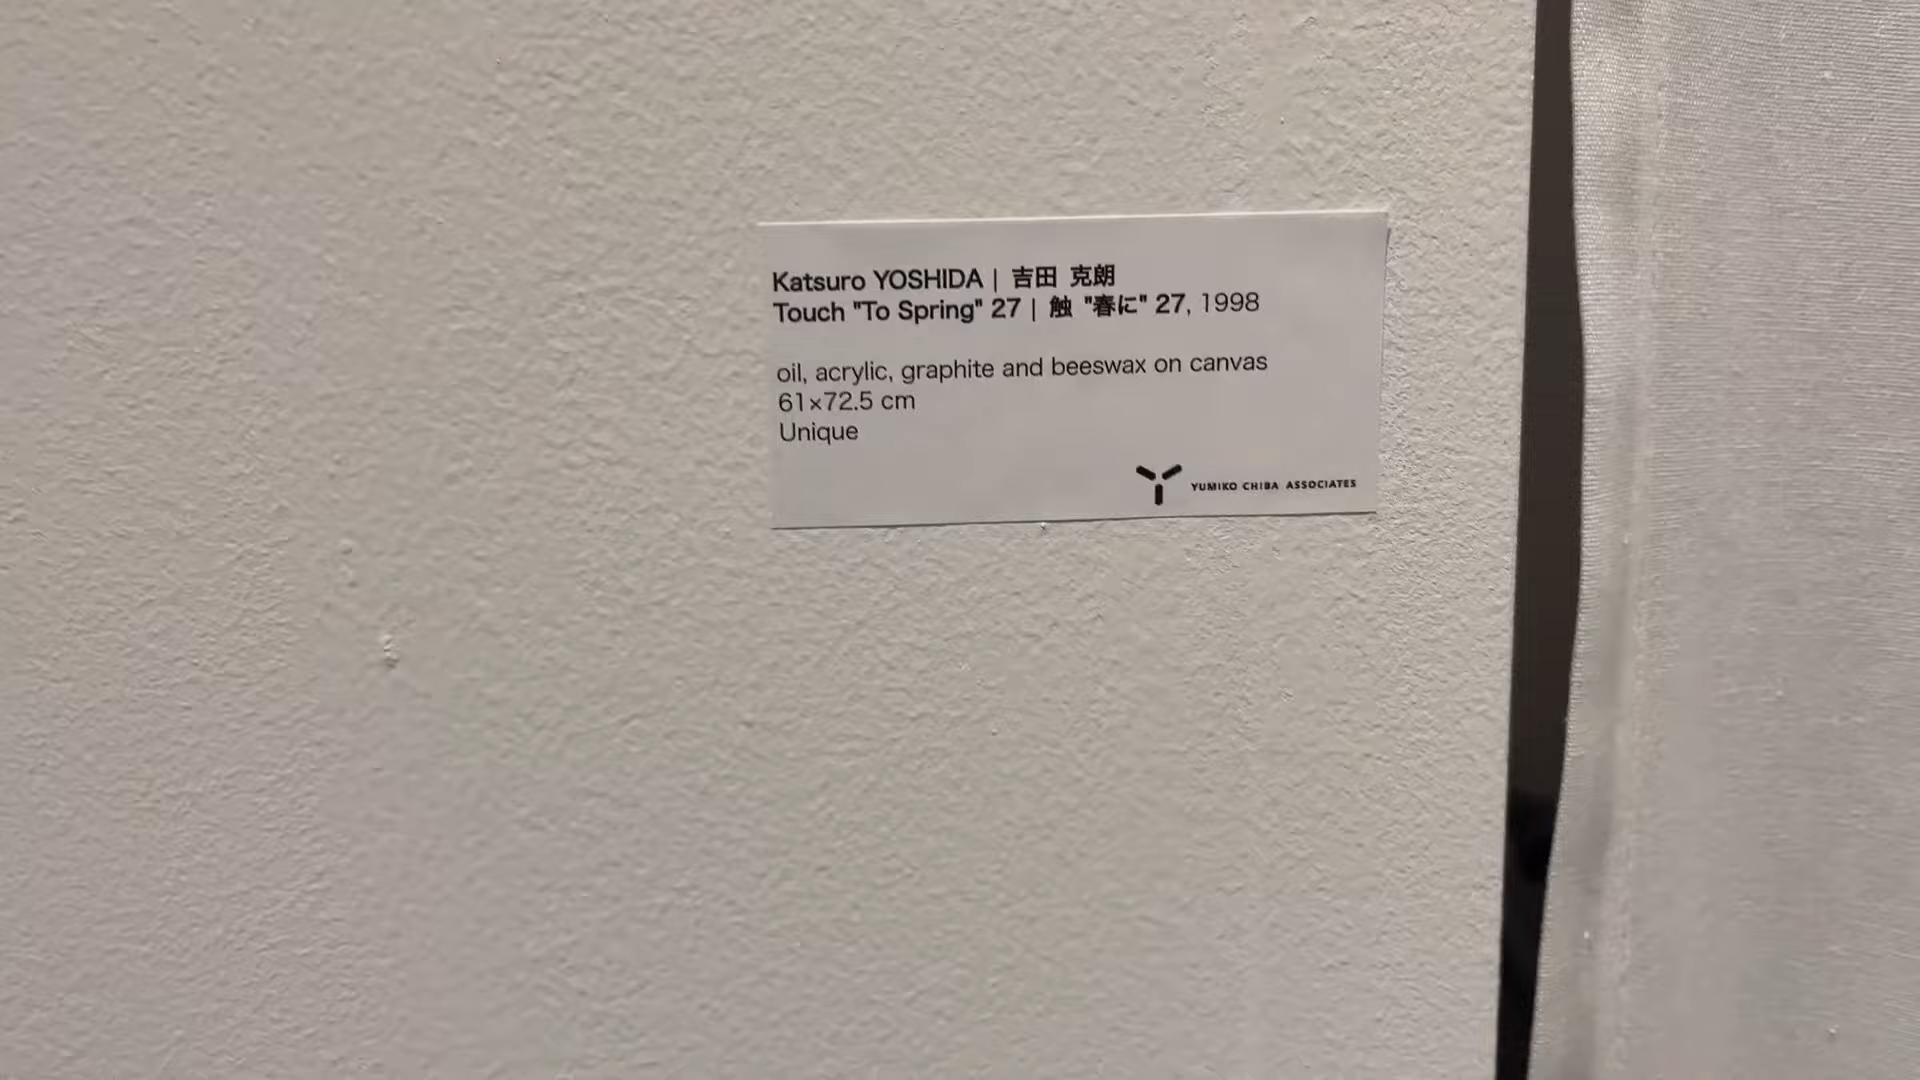 Katsuro YOSHIDA | 吉田 克朗
Touch "To Spring" 27 | 触 "春に" 27, 1998
oil, acrylic, graphite and beeswax on canvas
61×72.5 cm
Unique
YUMIKO CHIBA ASSOCIATES